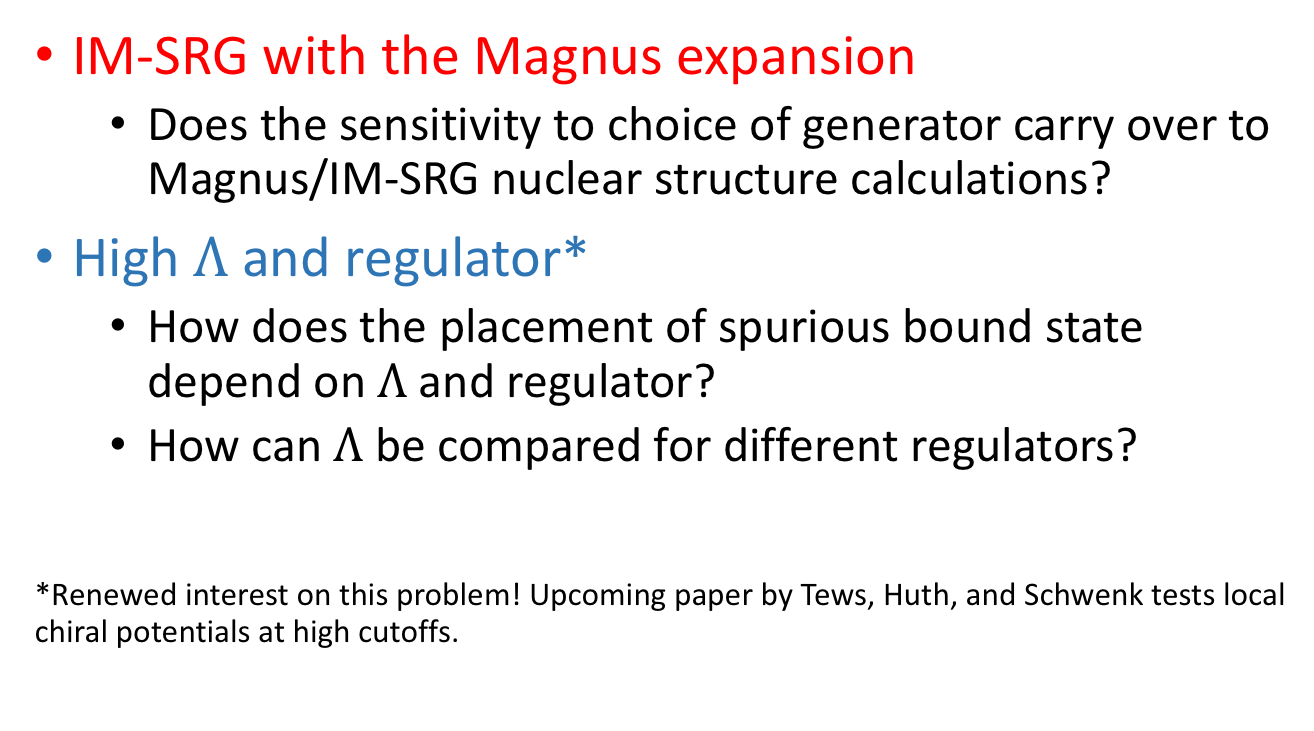 • IM-SRG with the Magnus expansion
• Does the sensitivity to choice of generator carry over to
Magnus/IM-SRG nuclear structure calculations?
• High Λ and regulator*
• How does the placement of spurious bound state
depend on Λ and regulator?
• How can Λ be compared for different regulators?
*Renewed interest on this problem! Upcoming paper by Tews, Huth, and Schwenk tests local
chiral potentials at high cutoffs.